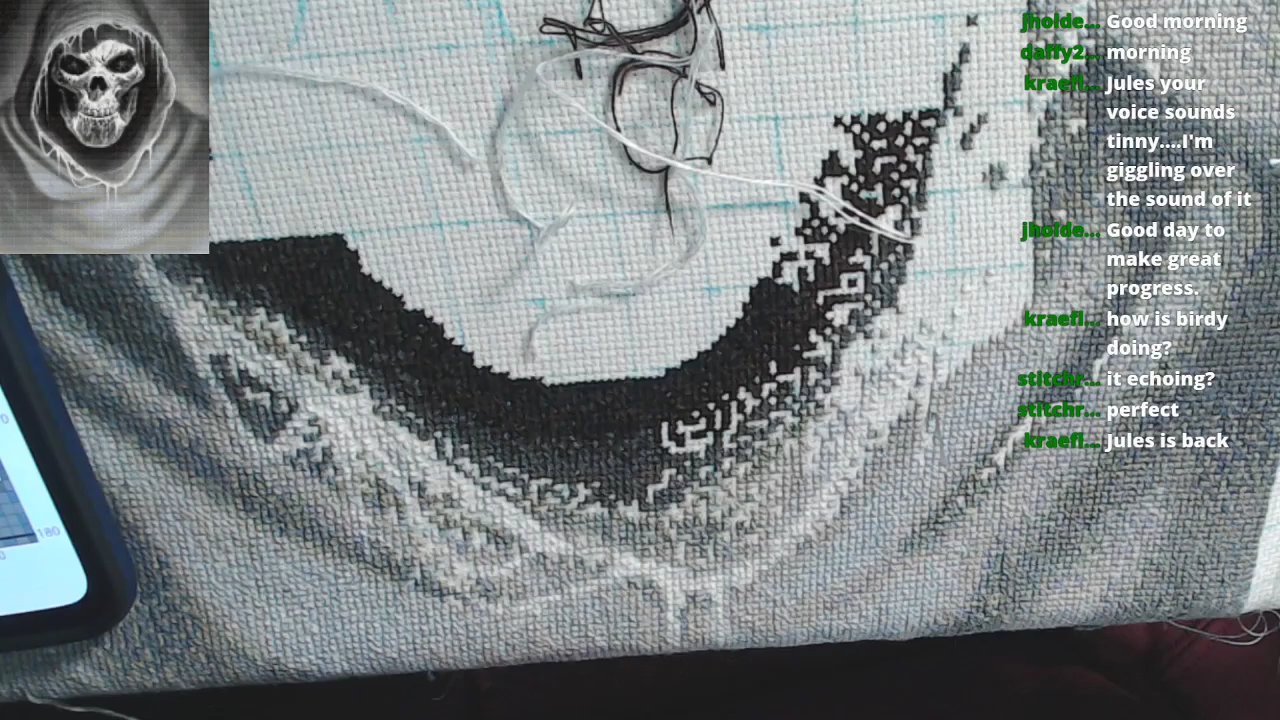 jholde... Good morning
daffy2... morning
kraefl... Jules your
voice sounds
tinny....I'm
giggling over
the sound of it
jholde... Good day to
make great
progress.
kraefl... how is birdy
doing?
stitchr... it echoing?
stitchr... perfect
kraefl... Jules is back
180